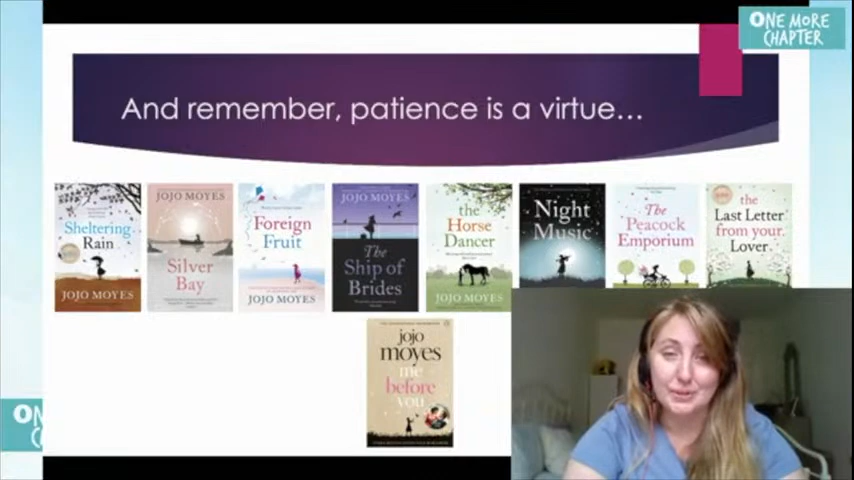 ONE MORE
CHAPTER
And remember, patience is a virtue…
Sheltering
Rain
JOJO MOYES
JOJO MOYES
Silver
Bay
Foreign
Fruit
JOJO MOYES
JOJO MOYES
The
Ship of
Brides
the
Horse
Dancer
JOJO MOYES
Night
Music
The
Peacock
Emporium
the
Last Letter
from your
Lover
jojo
moyes
me
before
you
ON